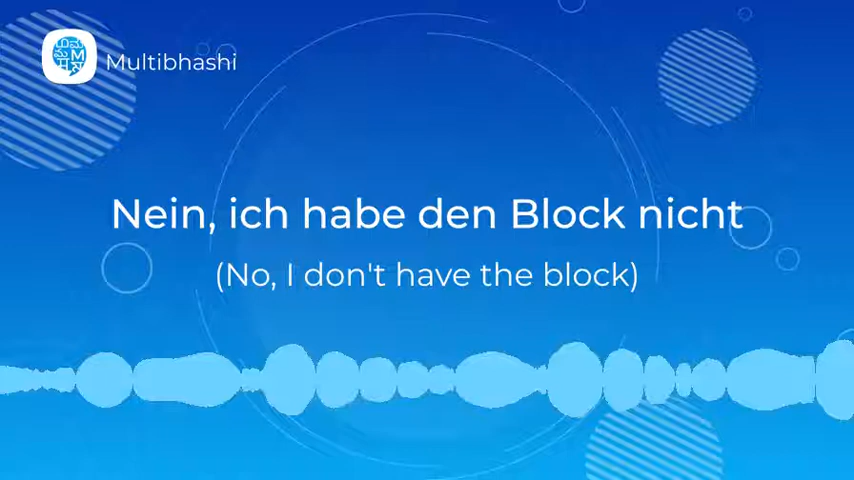 Multibhashi
Nein, ich habe den Block nicht
(No, I don't have the block)